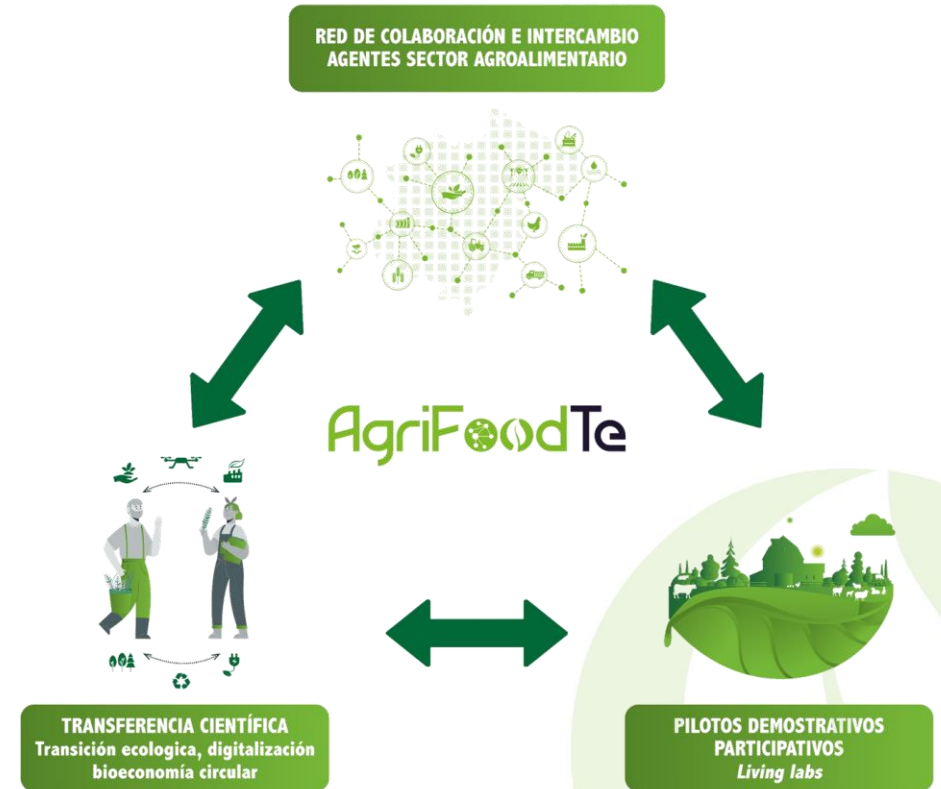 RED DE COLABORACIÓN E INTERCAMBIO
AGENTES SECTOR AGROALIMENTARIO
AgriFoodTe
TRANSFERENCIA CIENTÍFICA
Transición ecologica, digitalización
bioeconomía circular
PILOTOS DEMOSTRATIVOS
PARTICIPATIVOS
Living labs